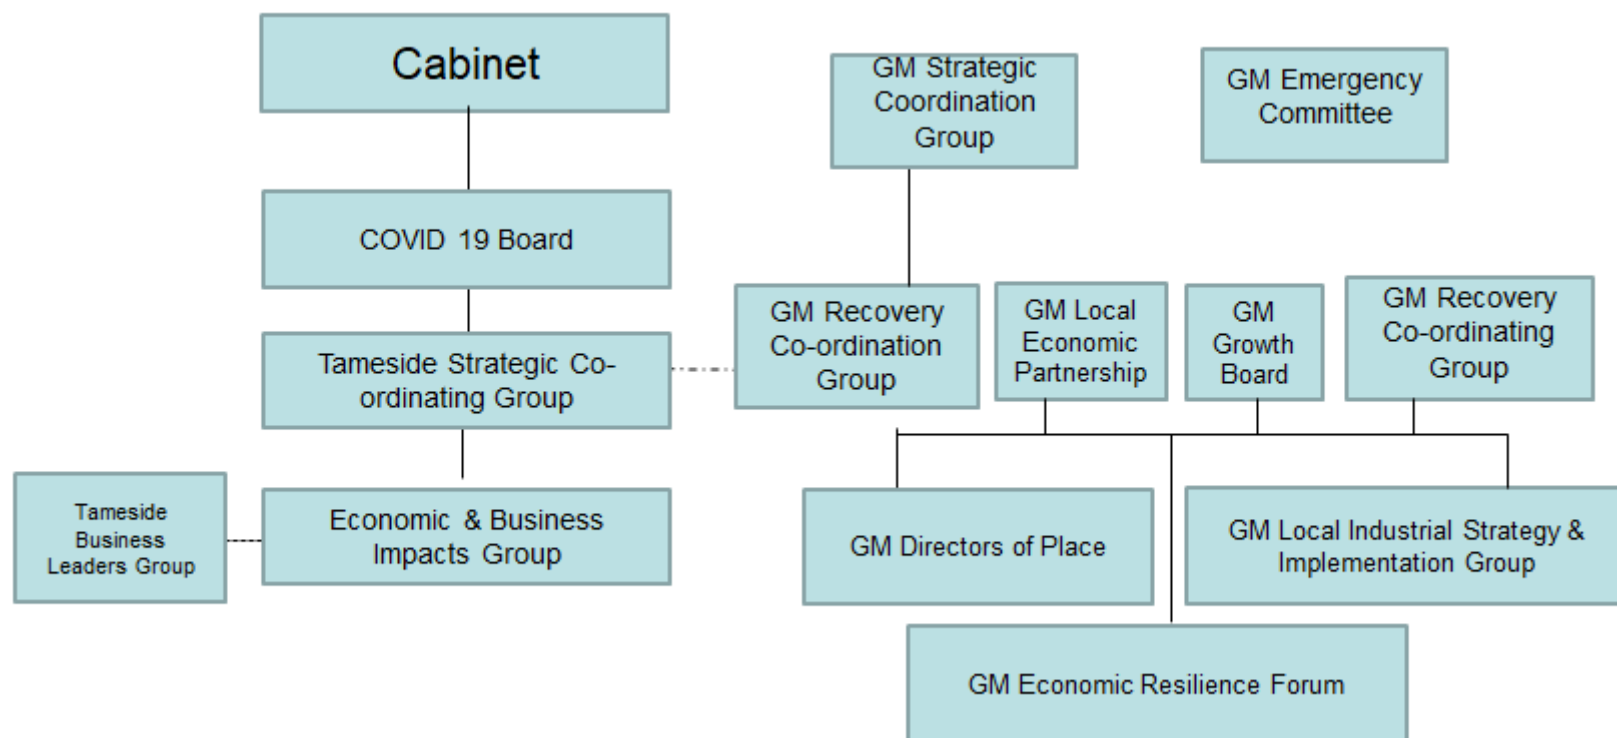 Cabinet
GM Strategic
Coordination
Group
GM Emergency
Committee
COVID 19 Board
GM Recovery
Co-ordination
Group
GM Local
Economic
Partnership
GM
Growth
Board
GM Recovery
Co-ordinating
Group
Tameside Strategic Co-
ordinating Group
Tameside
Business
Leaders Group
Economic & Business
Impacts Group
GM Directors of Place
GM Local Industrial Strategy &
Implementation Group
GM Economic Resilience Forum